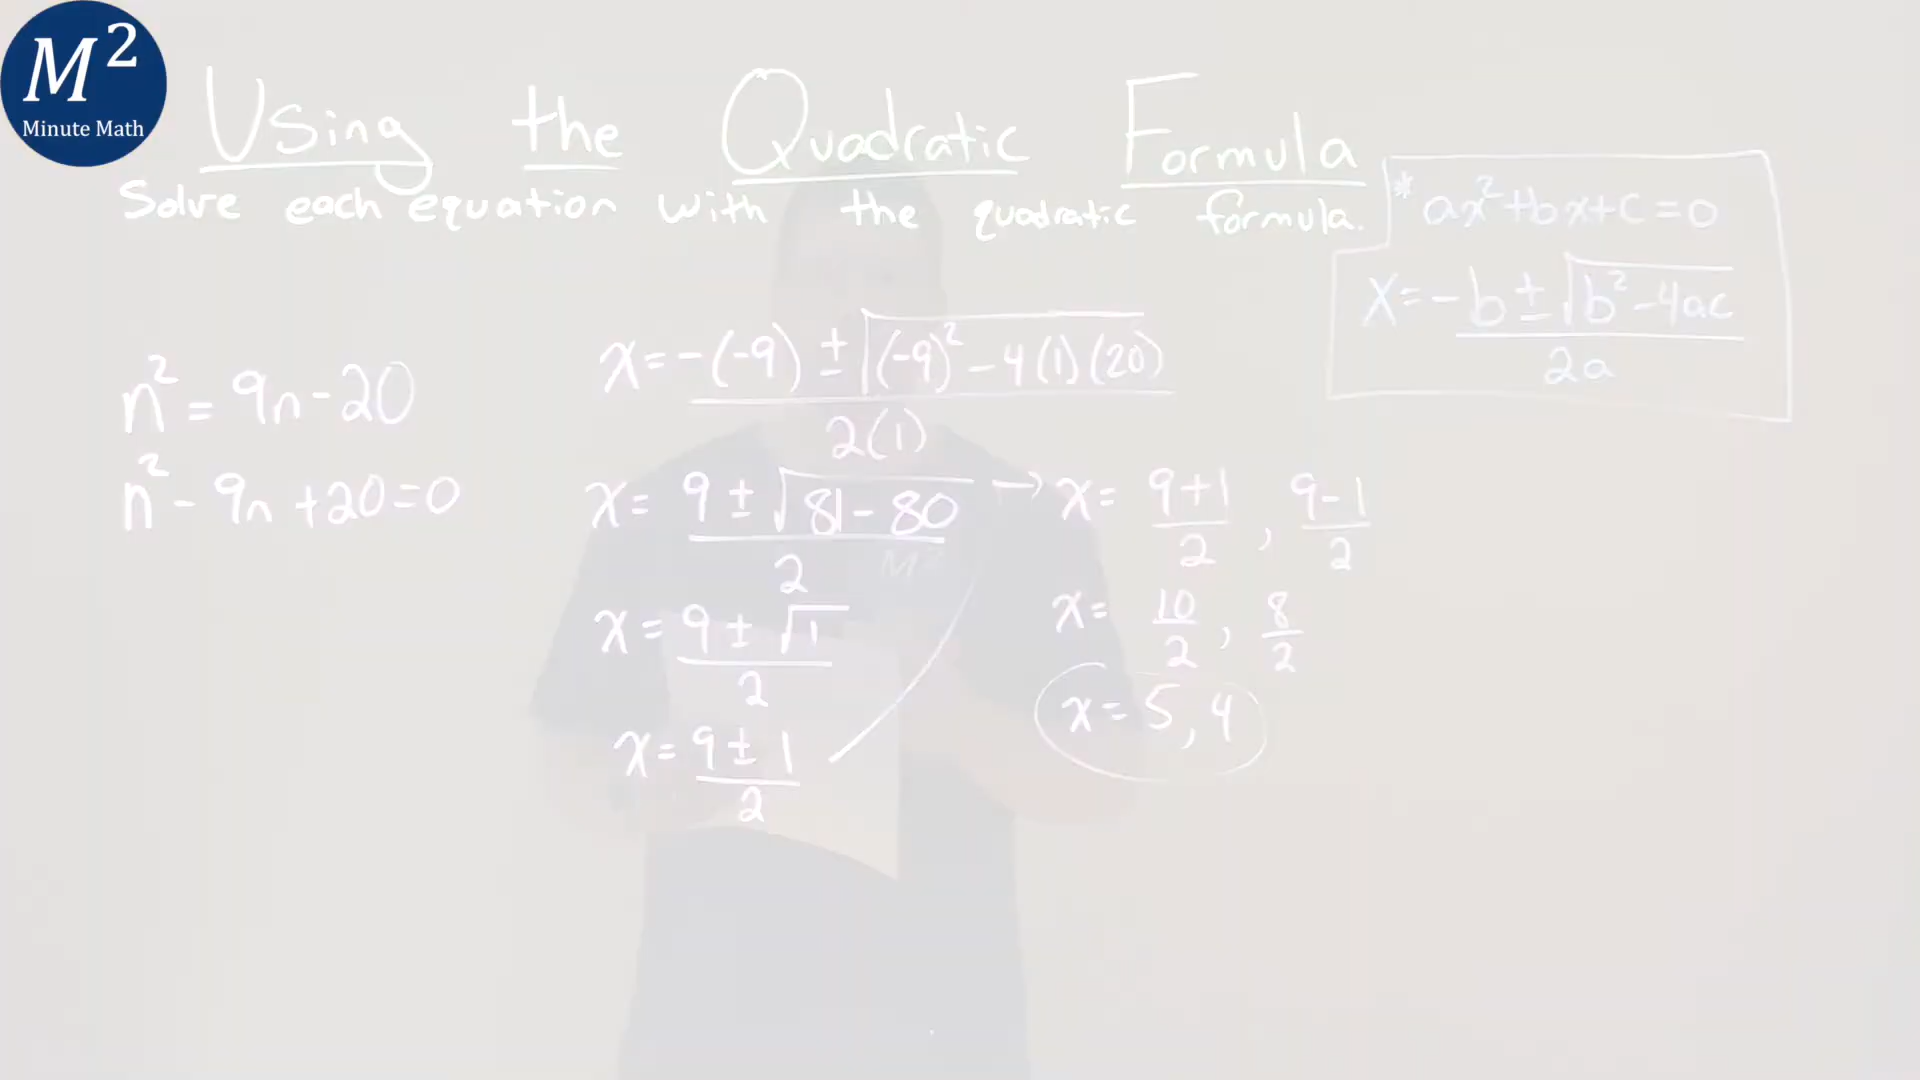 M²
Minute Math
Using the Quadratic Formula
Solve each equation with the quadratic formula.
* ax²+bx+c=0
x = -b ± √b²-4ac / 2a
n² = 9n-20
n² - 9n +20=0
x= -(-9) ± √(-9)² - 4(1)(20) / 2(1)
x= 9 ± √81-80 / 2
x= 9 ± √1 / 2
x= 9 ± 1 / 2
→ x= 9+1 / 2 , 9-1 / 2
x= 10/2 , 8/2
x= 5, 4
M²